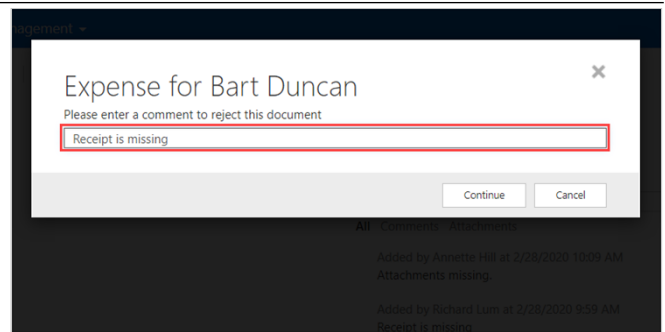 nagement
Expense for Bart Duncan
Please enter a comment to reject this document
Receipt is missing
Continue Cancel
All Comments Attachments
Added by Annette Hill at 2/28/2020 10:09 AM
Attachments missing.
Added by Richard Lum at 2/28/2020 9:59 AM
Receipt is missing